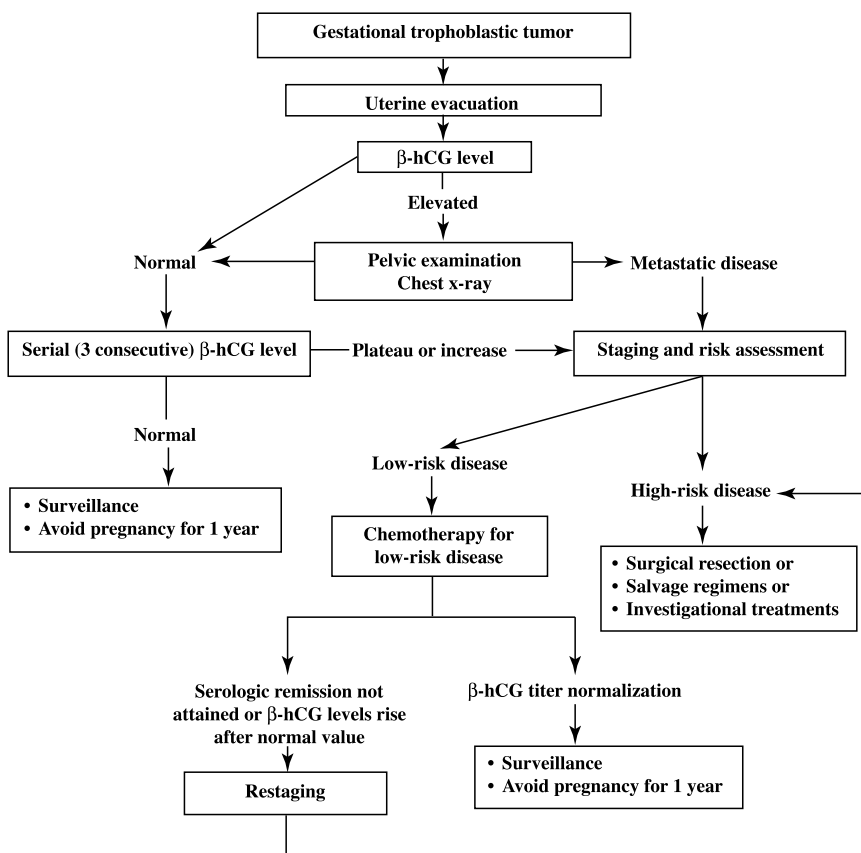 Gestational trophoblastic tumor
Uterine evacuation
β-hCG level
Elevated
Normal
Pelvic examination
Chest x-ray
Metastatic disease
Serial (3 consecutive) β-hCG level
Plateau or increase
Staging and risk assessment
Normal
Low-risk disease
High-risk disease
• Surveillance
• Avoid pregnancy for 1 year
Chemotherapy for
low-risk disease
• Surgical resection or
• Salvage regimens or
• Investigational treatments
Serologic remission not
attained or β-hCG levels rise
after normal value
β-hCG titer normalization
Restaging
• Surveillance
• Avoid pregnancy for 1 year